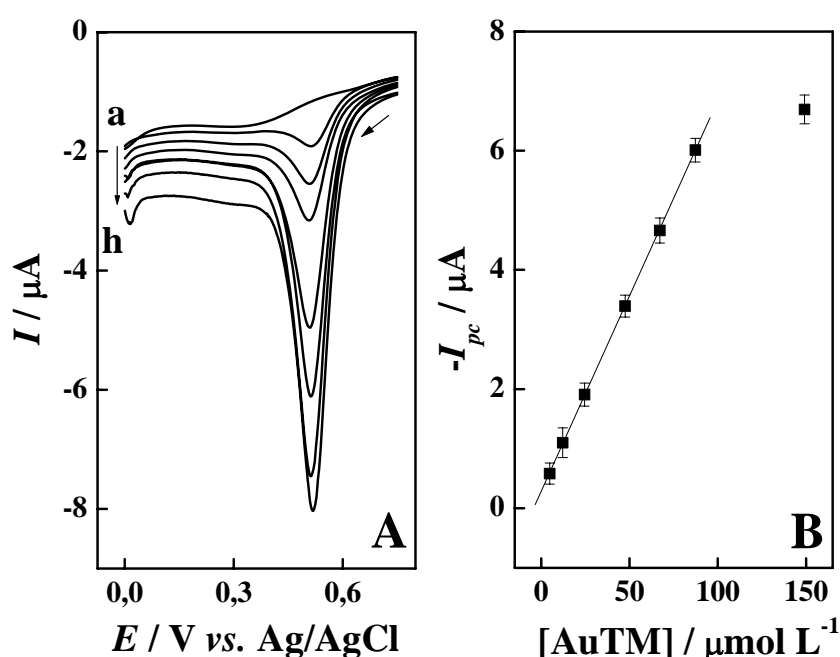 0
-2
-4
-6
-8
a
h
A
0,0
0,3
0,6
I / µA
E / V vs. Ag/AgCl
8
6
4
2
0
B
0
50
100
150
-I_pc / µA
[AuTM] / µmol L⁻¹